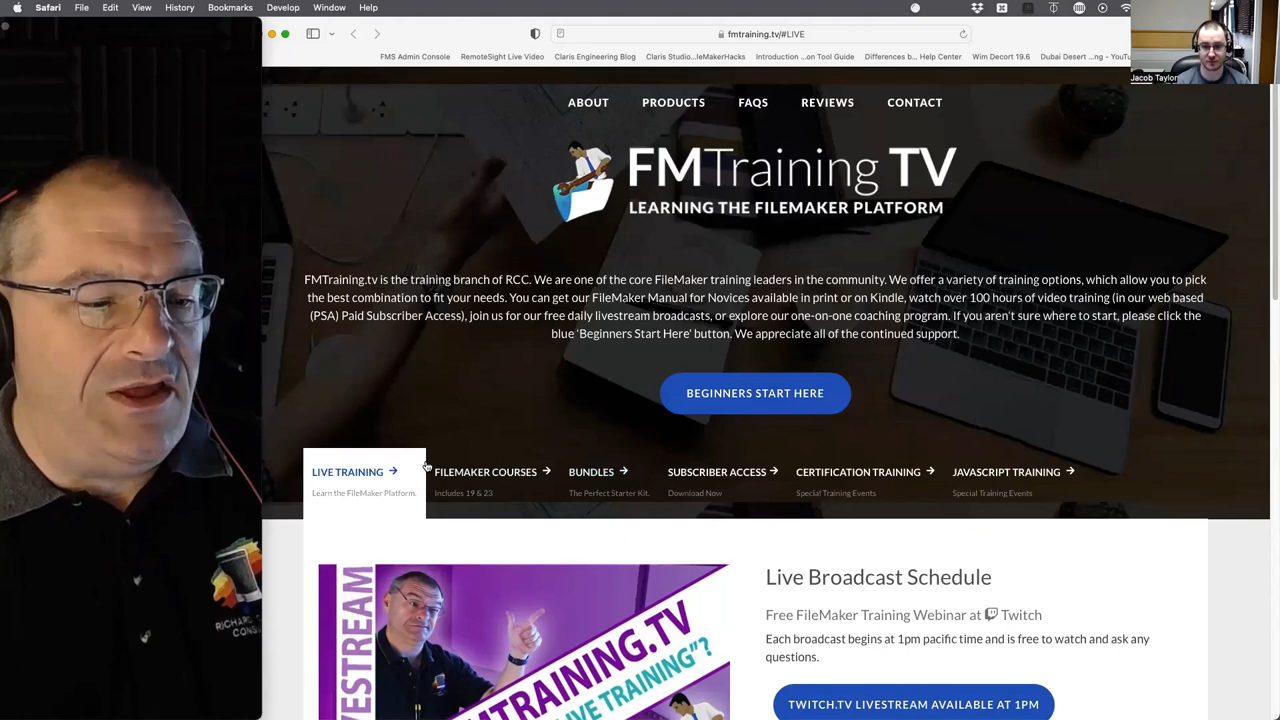 Safari
File
Edit
View
History
Bookmarks
Window
Help
fmtraining.tv/#LIVE
FMS Admin Console RemoteSight Live Video Claris Engineering Blog Claris Studio...leMakerHacks Introduction ...on Tool Guide Differences b... Help Center Wim Decort 19.6 Dubai Desert ...ng - YouTu
Jacob Taylor
ABOUT PRODUCTS FAQS REVIEWS CONTACT
FMTraining TV
LEARNING THE FILEMAKER PLATFORM
FMTraining.tv is the training branch of RCC. We are one of the core FileMaker training leaders in the community. We offer a variety of training options, which allow you to pick
the best combination to fit your needs. You can get our FileMaker Manual for Novices available in print or on Kindle, watch over 100 hours of video training (in our web based
(PSA) Paid Subscriber Access), join us for our free daily livestream broadcasts, or explore our one-on-one coaching program. If you aren't sure where to start, please click the
blue 'Beginners Start Here' button. We appreciate all of the continued support.
BEGINNERS START HERE
LIVE TRAINING
Learn the FileMaker Platform.
FILEMAKER COURSES
Includes 19 & 23
BUNDLES
The Perfect Starter Kit.
SUBSCRIBER ACCESS
Download Now
CERTIFICATION TRAINING
Special Training Events
JAVASCRIPT TRAINING
Special Training Events
RICHARD
CONS
VESTREAM
MTRAINING.TV
LIVE TRAINING"?
Live Broadcast Schedule
Free FileMaker Training Webinar at Twitch
Each broadcast begins at 1pm pacific time and is free to watch and ask any
questions.
TWITCH.TV LIVESTREAM AVAILABLE AT 1PM